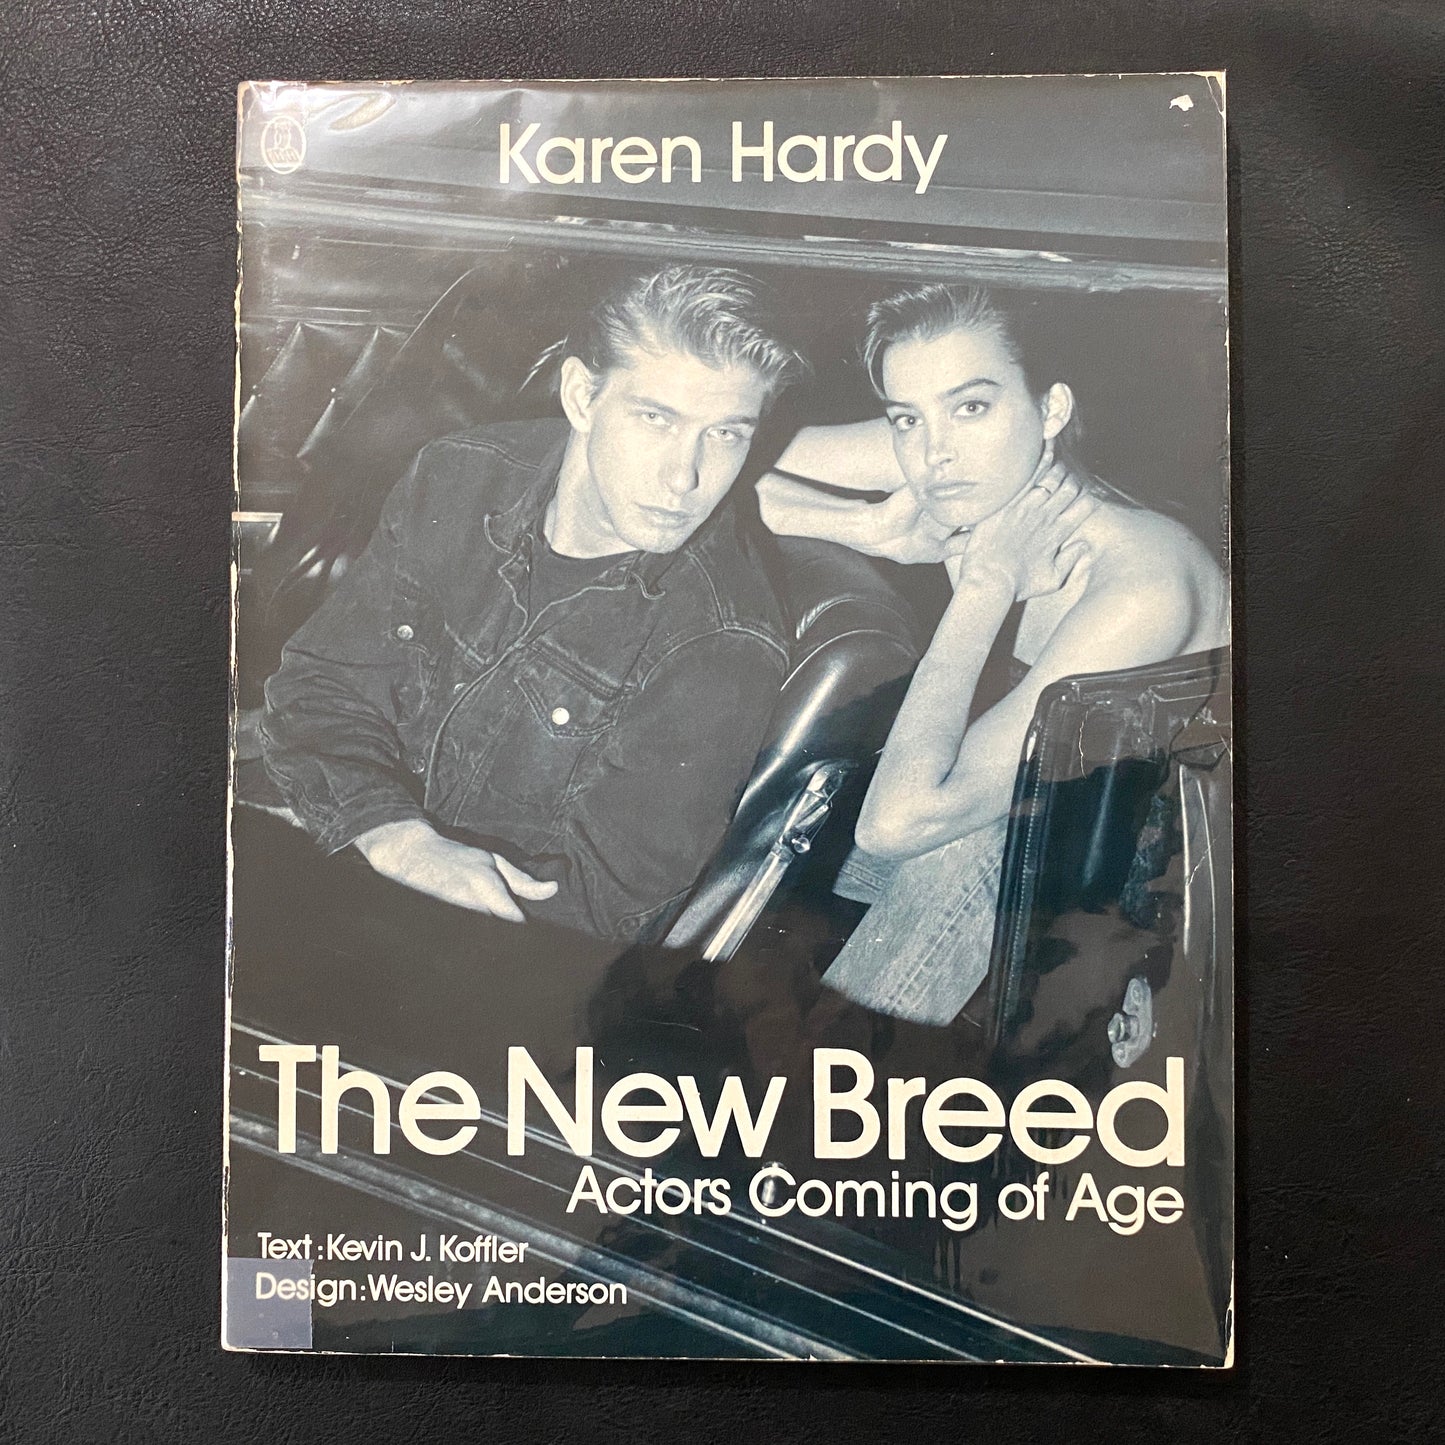 Karen Hardy
The New Breed
Actors Coming of Age
Text:Kevin J. Koffler
Design:Wesley Anderson